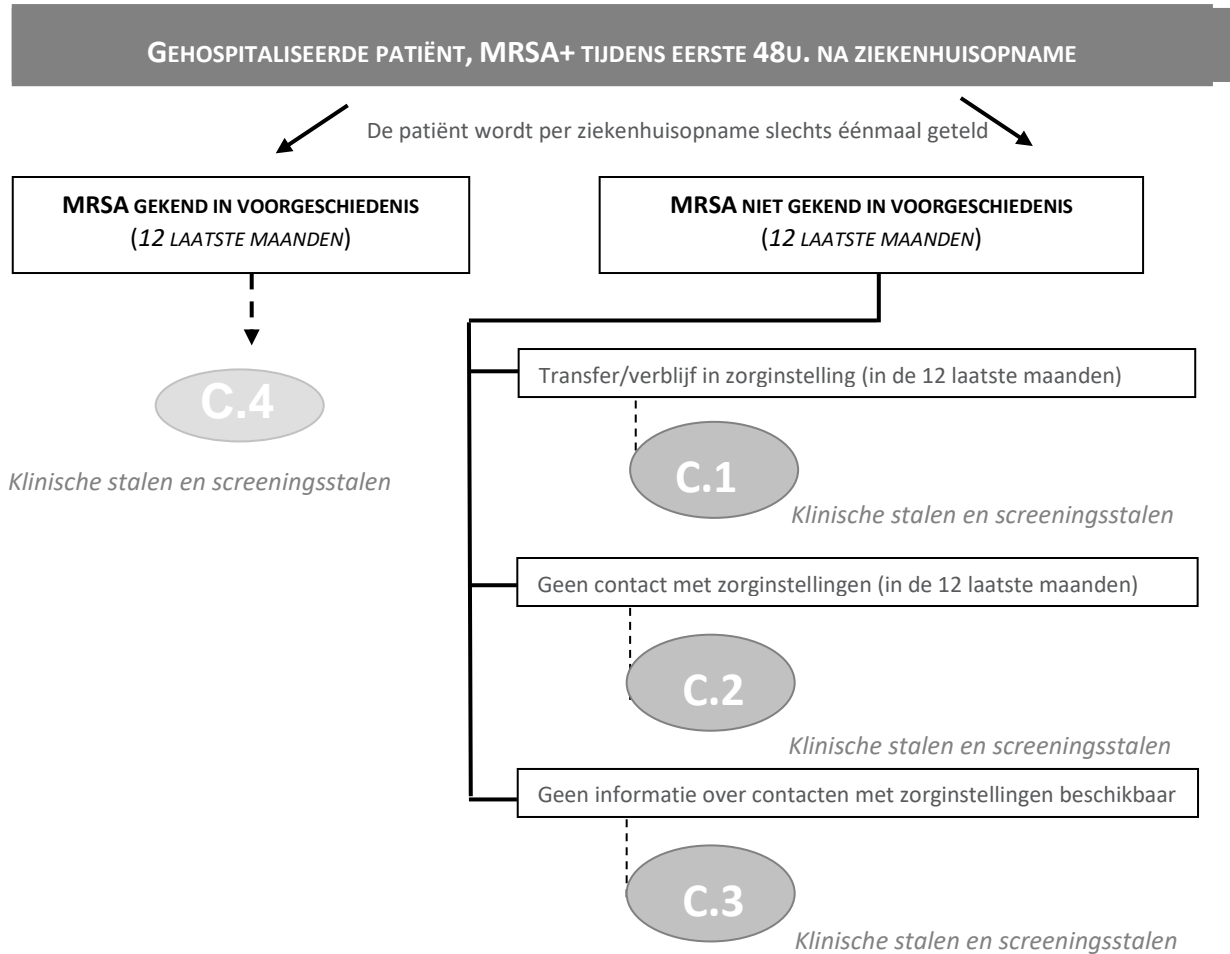 GEHOSPITALISEERDE PATIËNT, MRSA+ TIJDENS EERSTE 48U. NA ZIEKENHUISOPNAME
De patiënt wordt per ziekenhuisopname slechts éénmaal geteld
MRSA GEKEND IN VOORGESCHIEDENIS
(12 LAATSTE MAANDEN)
MRSA NIET GEKEND IN VOORGESCHIEDENIS
(12 LAATSTE MAANDEN)
C.4
Klinische stalen en screeningsstalen
Transfer/verblijf in zorginstelling (in de 12 laatste maanden)
C.1
Klinische stalen en screeningsstalen
Geen contact met zorginstellingen (in de 12 laatste maanden)
C.2
Klinische stalen en screeningsstalen
Geen informatie over contacten met zorginstellingen beschikbaar
C.3
Klinische stalen en screeningsstalen